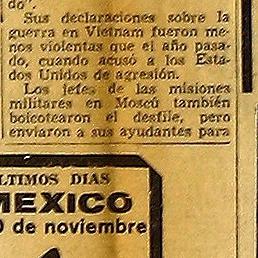 do".
Sus declaraciones sobre la
guerra en Vietnam fueron me-
nos violentas que el año pasa-
do, cuando acusó a los Esta-
dos Unidos de agresión.
Los jefes de las misiones
militares en Moscú también
boicotearon el desfile, pero
enviaron a sus ayudantes para
LTIMOS DIAS
MEXICO
0 de noviembre